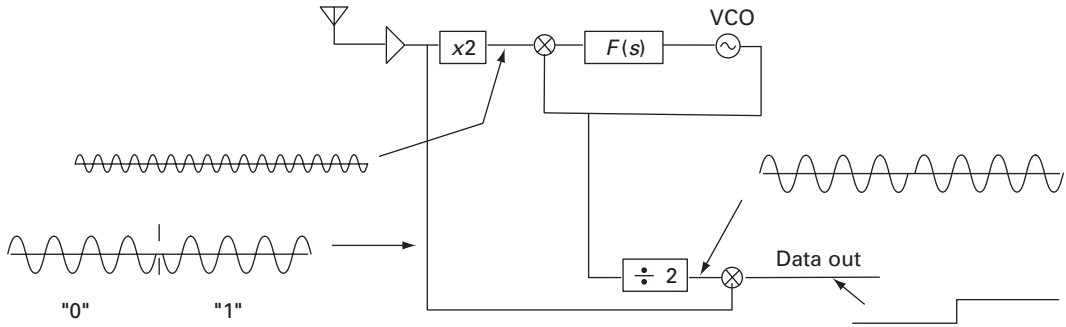 VCO
x2
F(s)
Data out
÷ 2
"0" "1"